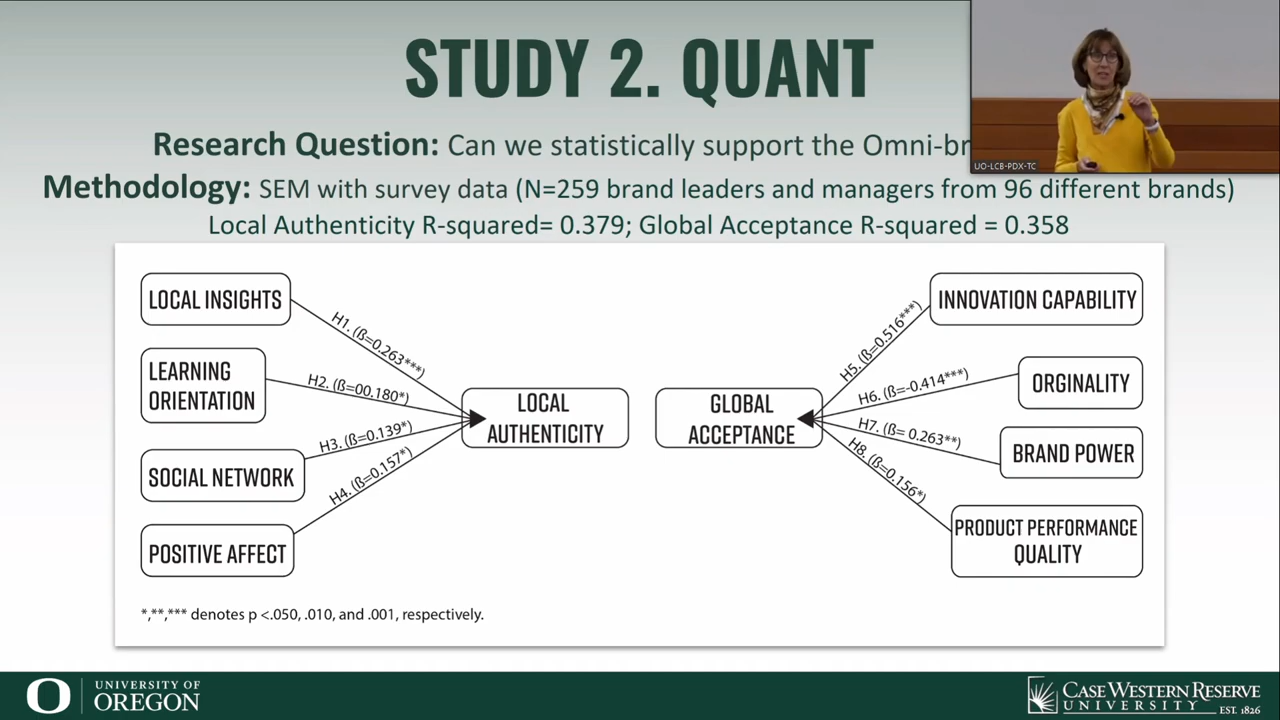 STUDY 2. QUANT
Research Question: Can we statistically support the Omni-br
UO-LCB-PDX-TC
Methodology: SEM with survey data (N=259 brand leaders and managers from 96 different brands)
Local Authenticity R-squared= 0.379; Global Acceptance R-squared = 0.358
LOCAL INSIGHTS
H1. (ß=0.263***)
LEARNING
ORIENTATION
H2. (ß=00.180*)
SOCIAL NETWORK
H3. (ß=0.139*)
POSITIVE AFFECT
H4. (ß=0.157*)
LOCAL
AUTHENTICITY
GLOBAL
ACCEPTANCE
H5. (ß=0.516***)
INNOVATION CAPABILITY
H6. (ß=-0.414***)
ORGINALITY
H7. (ß= 0.263**)
BRAND POWER
H8. (ß=0.156*)
PRODUCT PERFORMANCE
QUALITY
*,**,*** denotes p <.050, .010, and .001, respectively.
UNIVERSITY OF
OREGON
CASE WESTERN RESERVE
UNIVERSITY EST. 1826